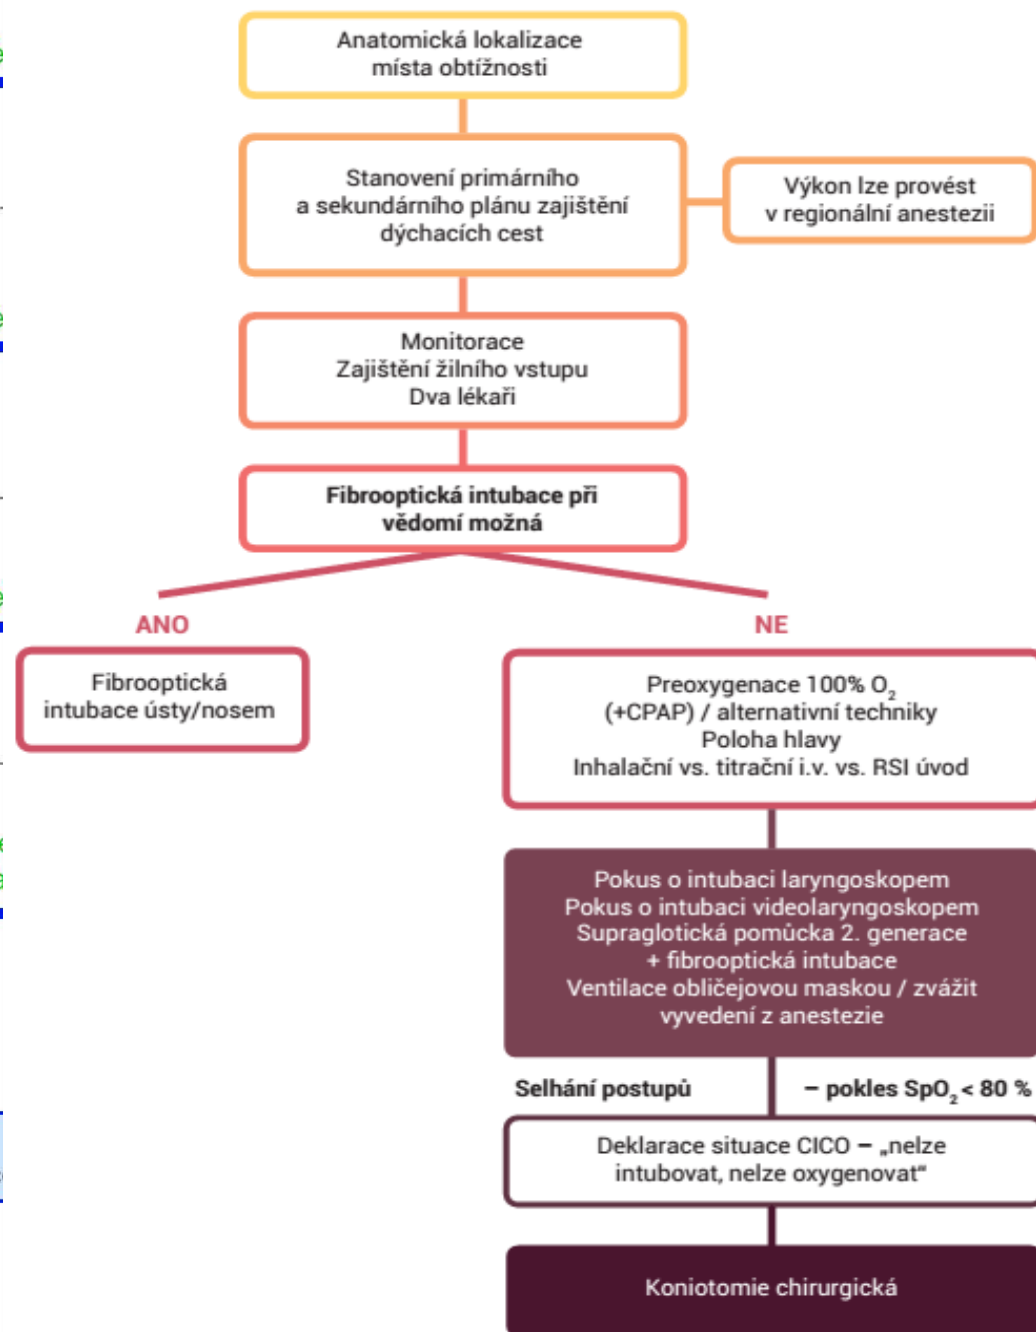 Anatomická lokalizace
místa obtížnosti
Stanovení primárního
a sekundárního plánu zajištění
dýchacích cest
Výkon lze provést
v regionální anestezii
Monitorace
Zajištění žilního vstupu
Dva lékaři
Fibrooptická intubace při
vědomí možná
ANO
NE
Fibrooptická
intubace ústy/nosem
Preoxygenace 100% O₂
(+CPAP) / alternativní techniky
Poloha hlavy
Inhalační vs. titrační i.v. vs. RSI úvod
Pokus o intubaci laryngoskopem
Pokus o intubaci videolaryngoskopem
Supraglotická pomůcka 2. generace
+ fibrooptická intubace
Ventilace obličejovou maskou / zvážit
vyvedení z anestezie
Selhání postupů – pokles SpO₂ < 80 %
Deklarace situace CICO – „nelze
intubovat, nelze oxygenovat“
Koniotomie chirurgická